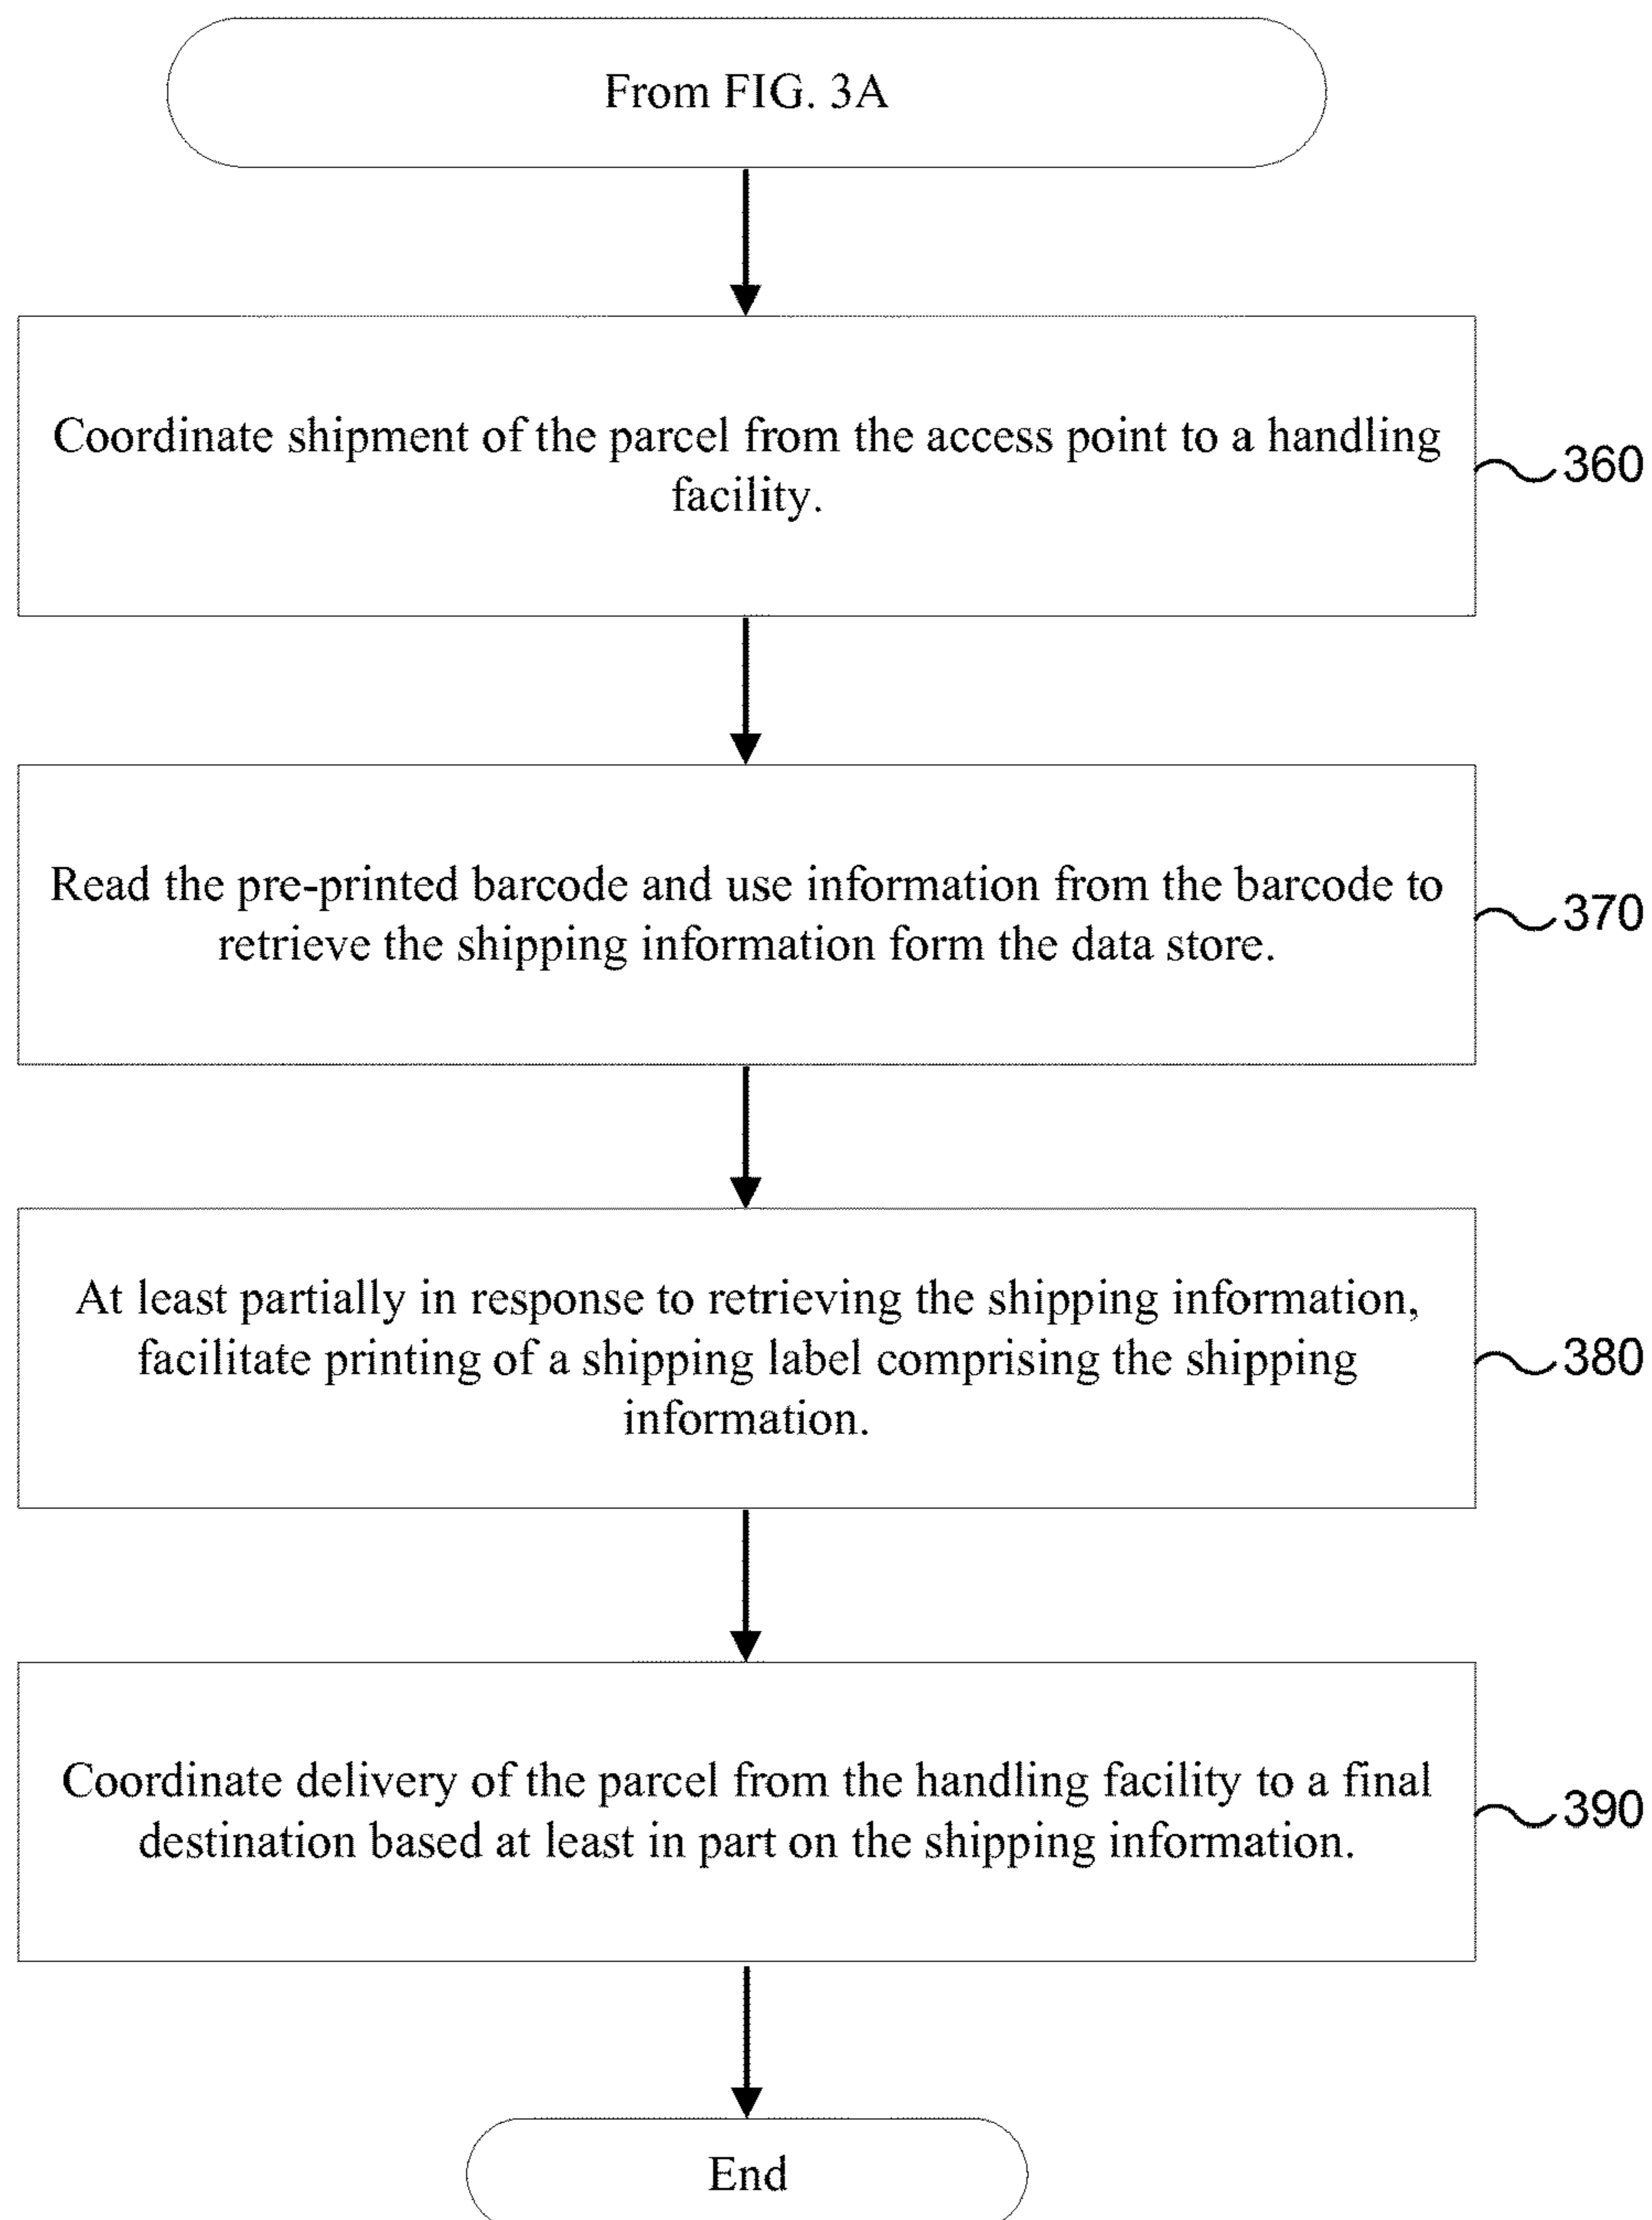 From FIG. 3A
Coordinate shipment of the parcel from the access point to a handling
facility.
360
Read the pre-printed barcode and use information from the barcode to
retrieve the shipping information form the data store.
370
At least partially in response to retrieving the shipping information,
facilitate printing of a shipping label comprising the shipping
information.
380
Coordinate delivery of the parcel from the handling facility to a final
destination based at least in part on the shipping information.
390
End